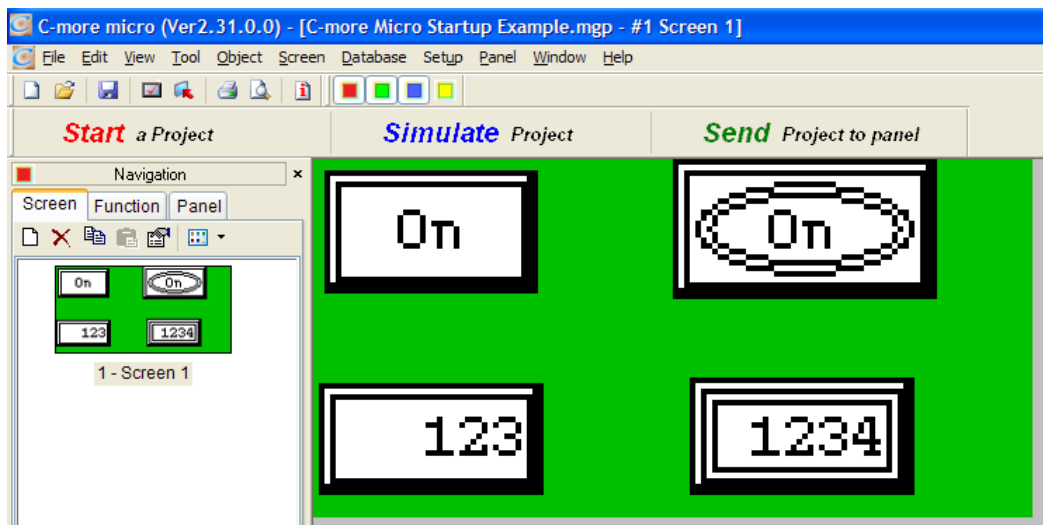 C-more micro (Ver2.31.0.0) - [C-more Micro Startup Example.mgp - #1 Screen 1]
File Edit View Tool Object Screen Database Setup Panel Window Help
Start a Project Simulate Project Send Project to panel
Navigation
Screen Function Panel
On On
123 1234
1 - Screen 1
On On
123 1234